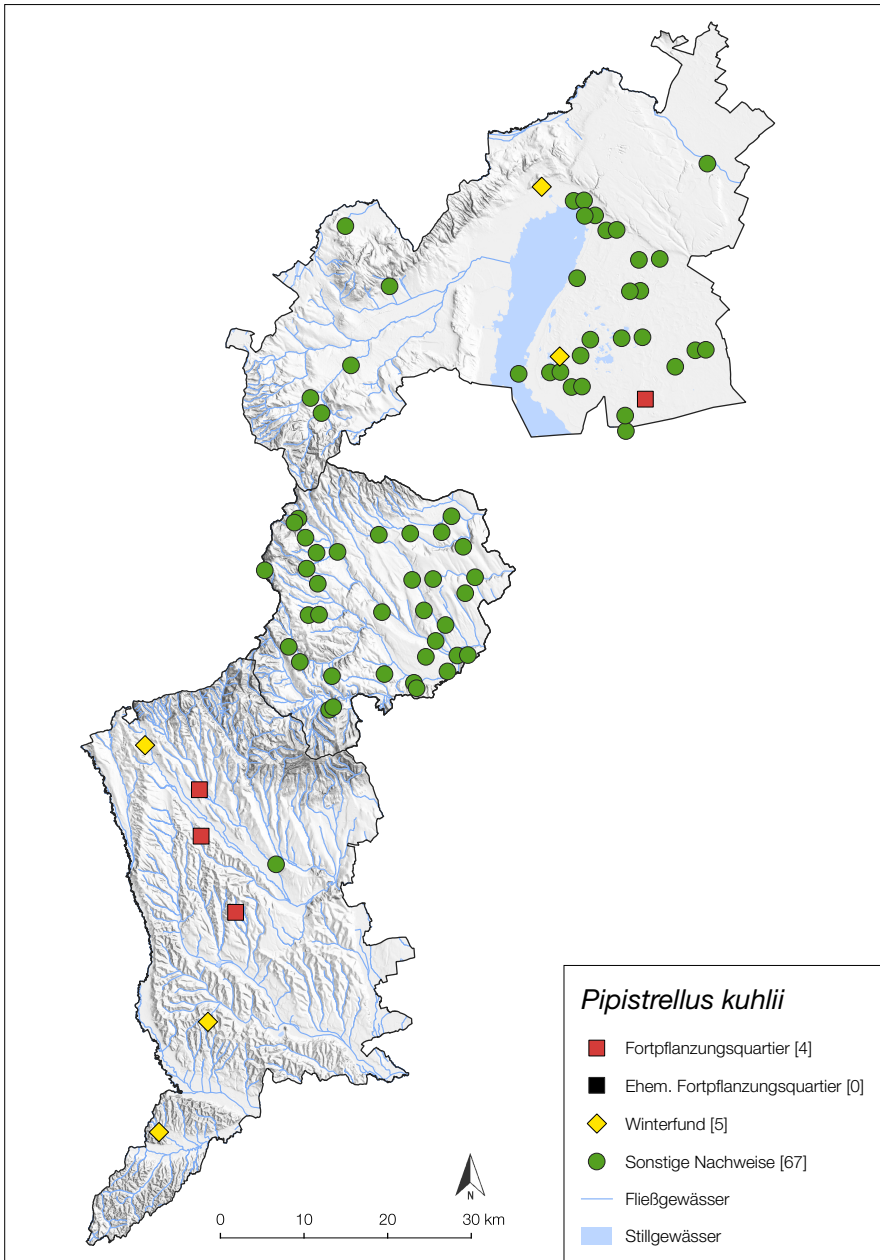 Pipistrellus kuhlii
Fortpflanzungsquartier [4]
Ehem. Fortpflanzungsquartier [0]
Winterfund [5]
Sonstige Nachweise [67]
Fließgewässer
Stillgewässer
N
0 10 20 30 km